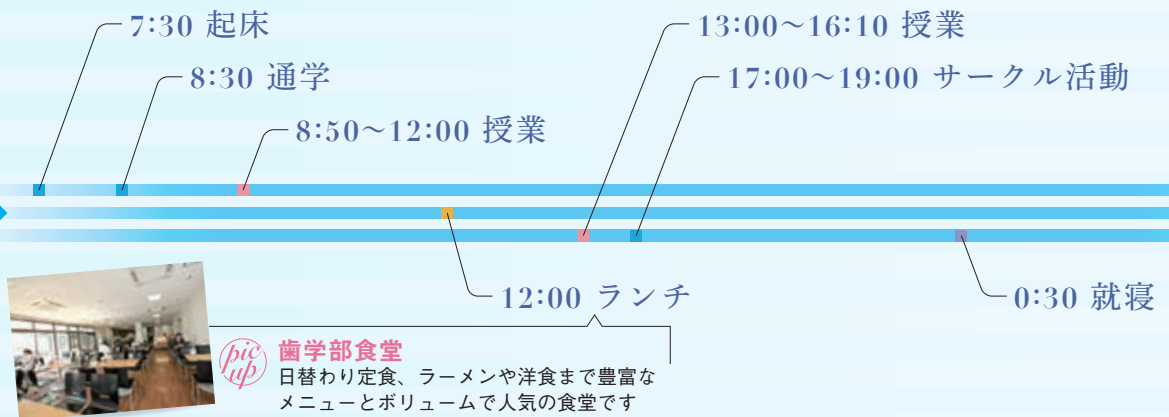 7:30 起床
8:30 通学
8:50〜12:00 授業
12:00 ランチ
13:00〜16:10 授業
17:00〜19:00 サークル活動
0:30 就寝
pic up
歯学部食堂
日替わり定食、ラーメンや洋食まで豊富な
メニューとボリュームで人気の食堂です